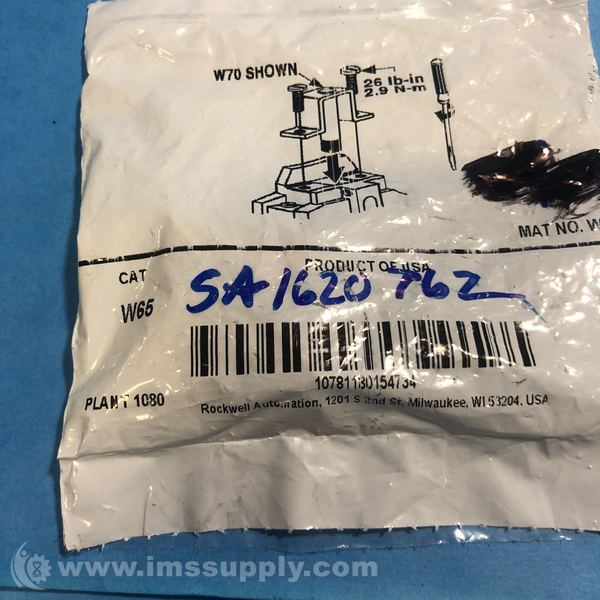 W70 SHOWN
26 lb-in
2.9 N-m
MAT NO. W
CAT
W65
PRODUCT OF USA
SA1620 762
10781180154734
PLANT 1080
Rockwell Automation, 1201 S 2nd St. Milwaukee, WI 53204, USA
www.imssupply.com